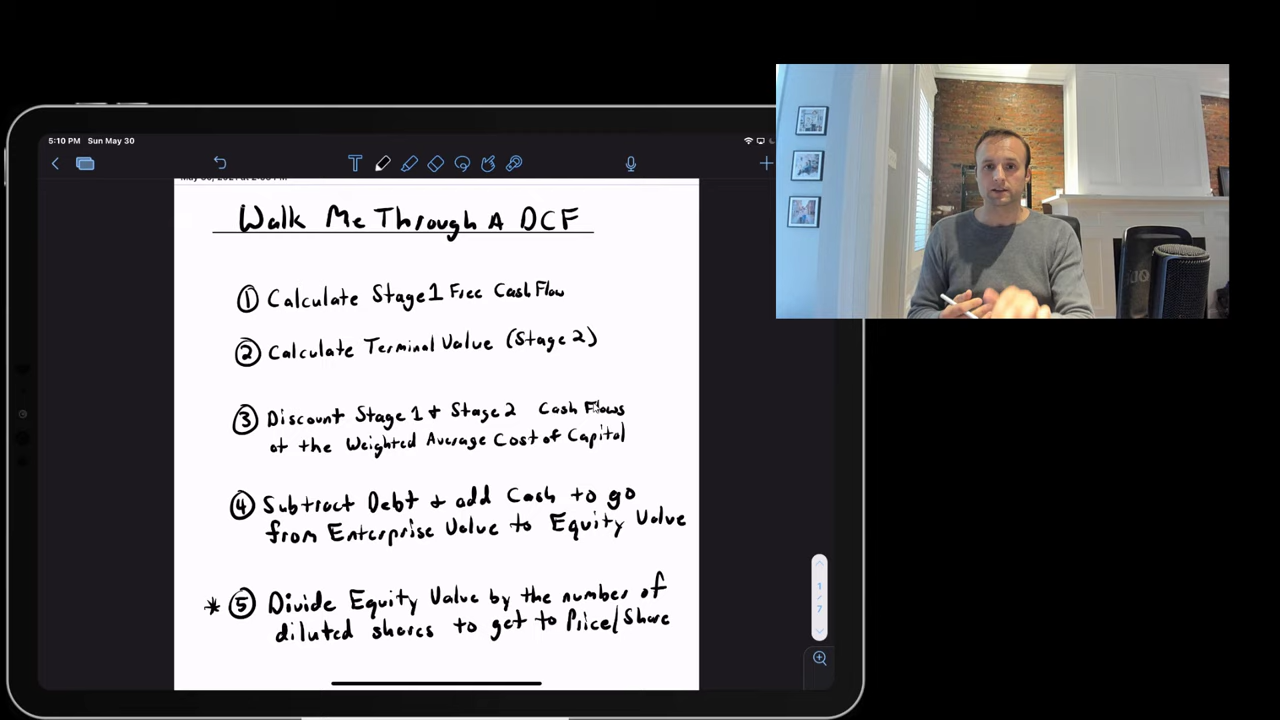 5:10 PM Sun May 30
Walk Me Through A DCF
① Calculate Stage 1 Free Cash Flow
② Calculate Terminal Value (Stage 2)
③ Discount Stage 1 + Stage 2 Cash Flows
at the Weighted Average Cost of Capital
④ Subtract Debt + add Cash to go
from Enterprise Value to Equity Value
* ⑤ Divide Equity Value by the number of
diluted shares to get to Price/Share
1
/
7